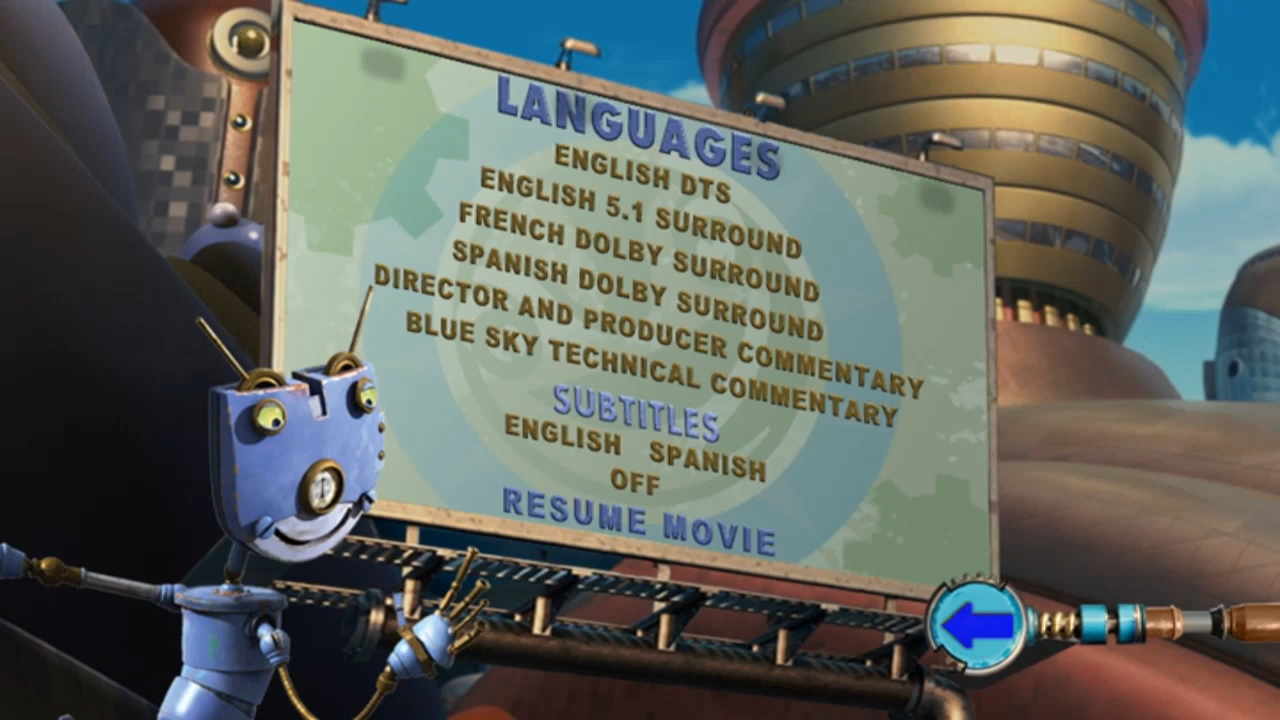 LANGUAGES
ENGLISH DTS
ENGLISH 5.1 SURROUND
FRENCH DOLBY SURROUND
SPANISH DOLBY SURROUND
DIRECTOR AND PRODUCER COMMENTARY
BLUE SKY TECHNICAL COMMENTARY
SUBTITLES
ENGLISH SPANISH
OFF
RESUME MOVIE